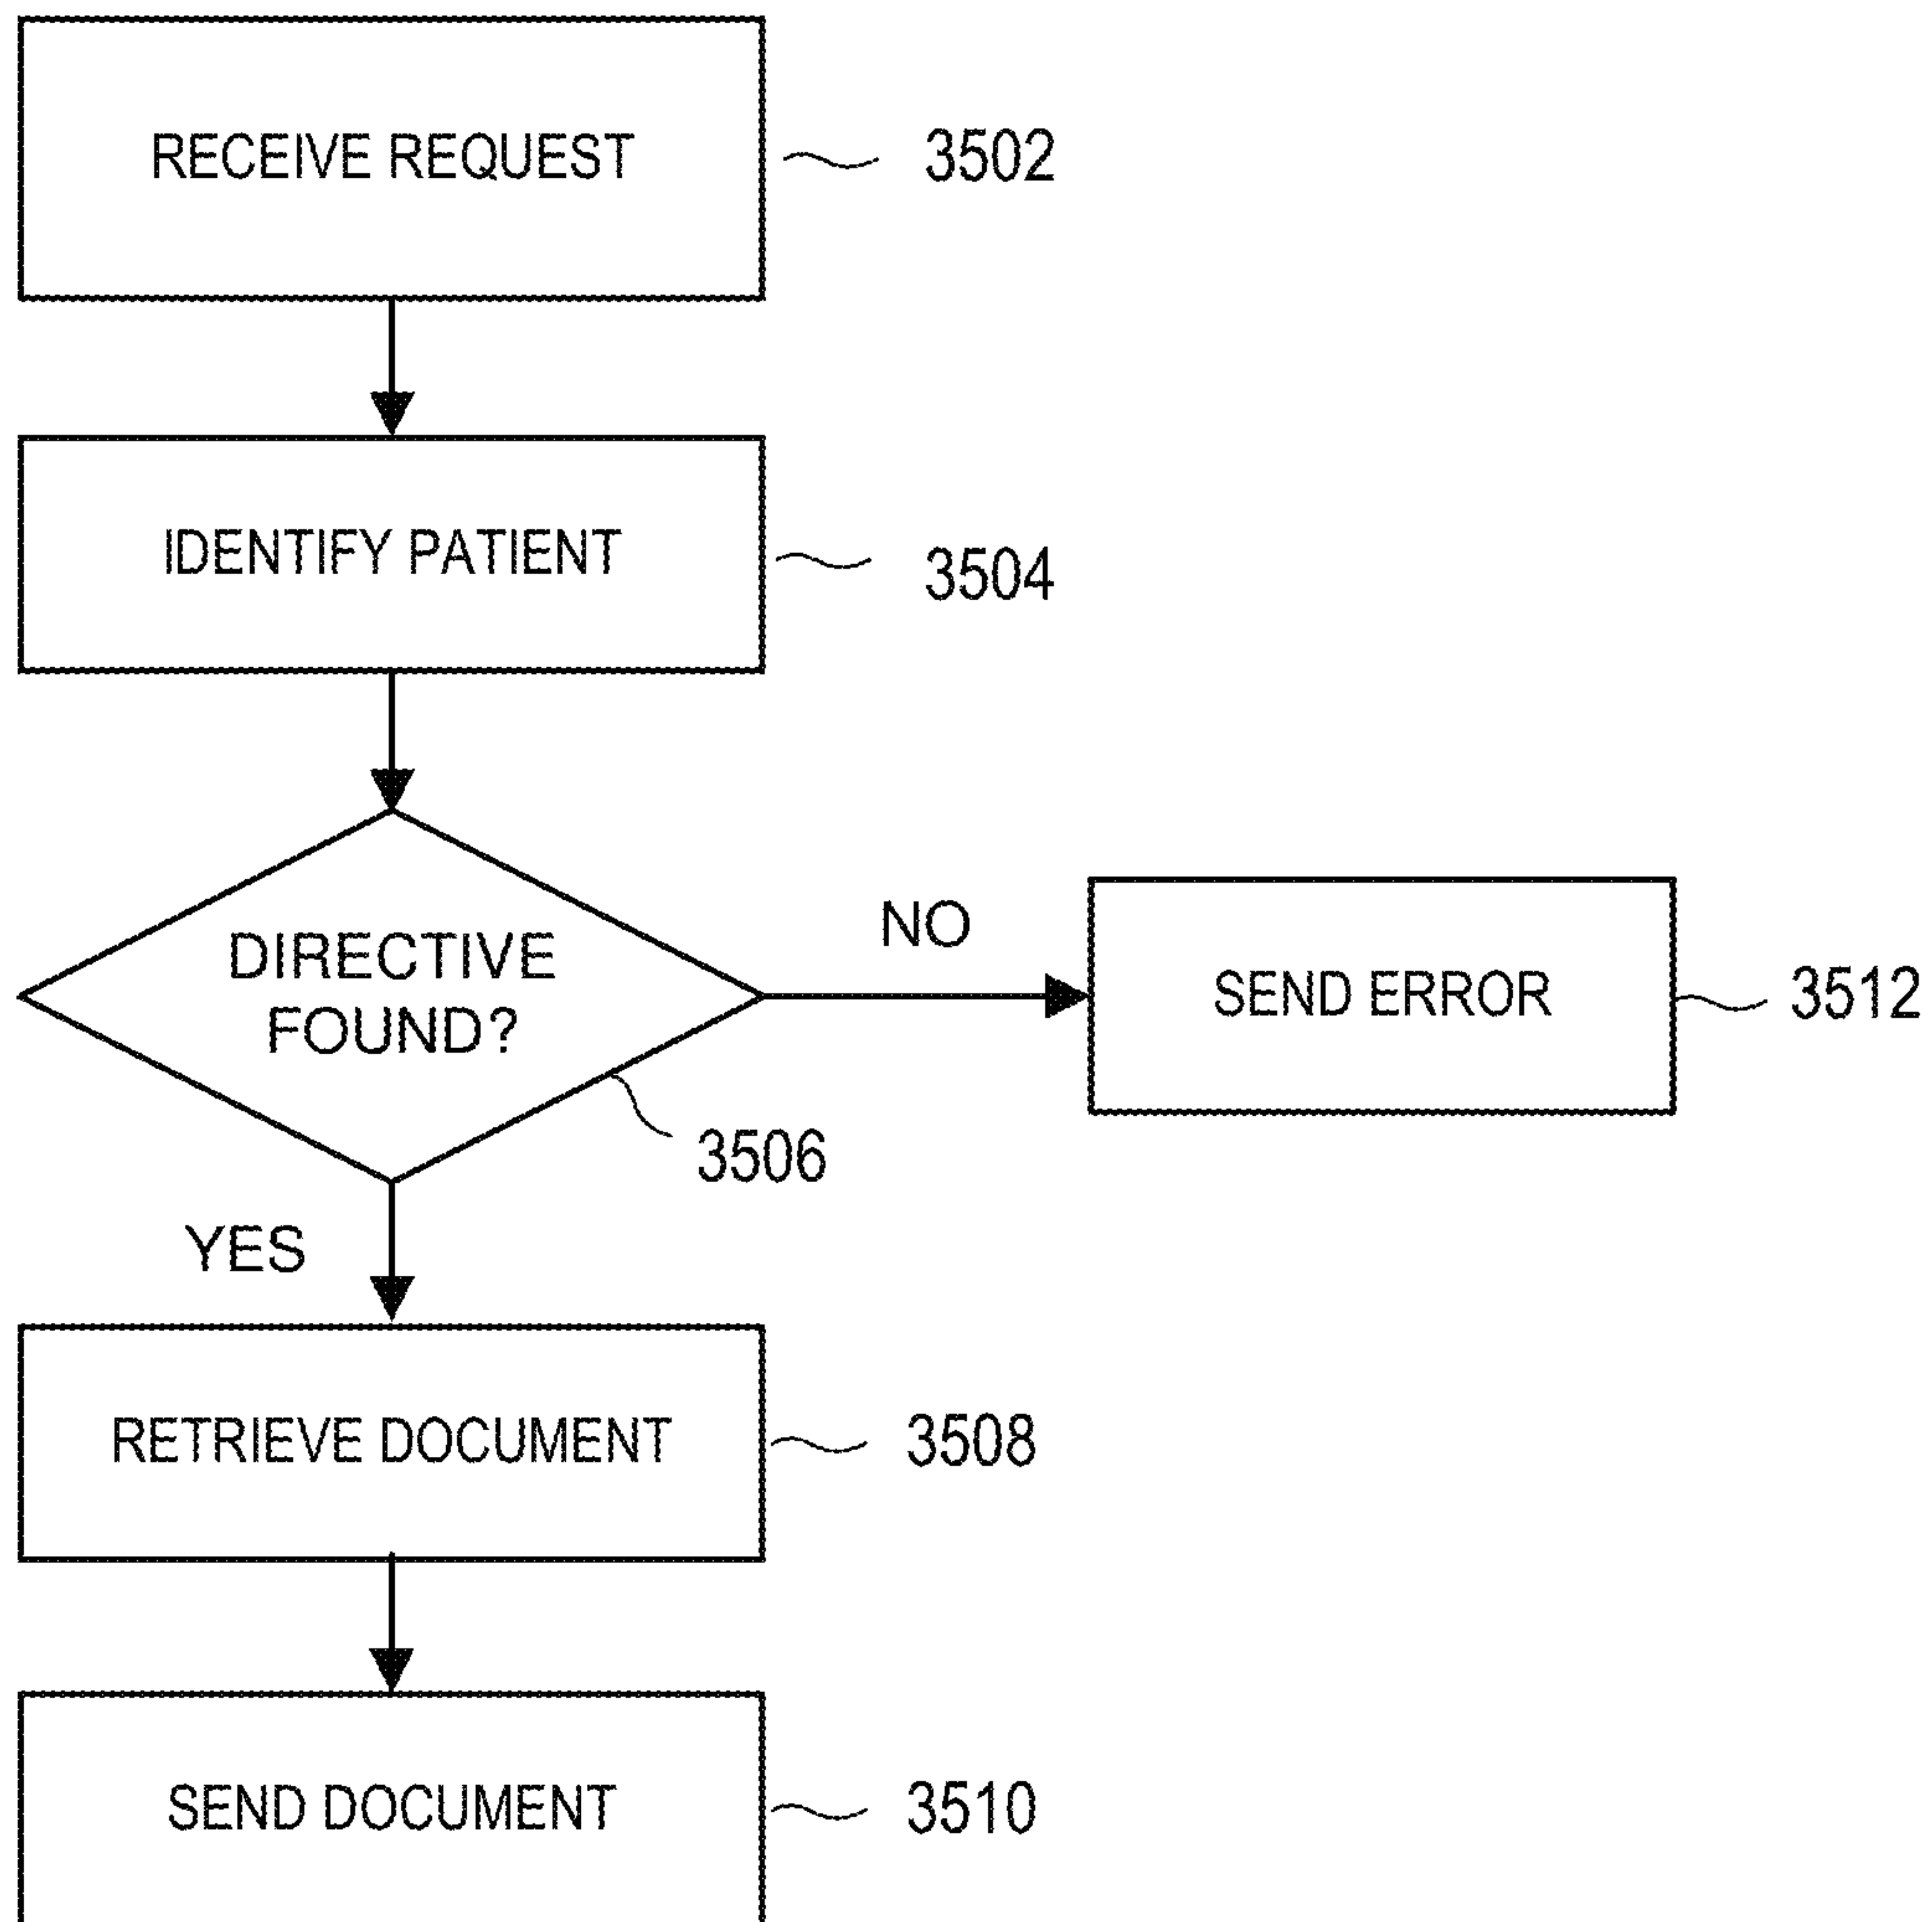 RECEIVE REQUEST
3502
IDENTIFY PATIENT
3504
DIRECTIVE
FOUND?
3506
NO
SEND ERROR
3512
YES
RETRIEVE DOCUMENT
3508
SEND DOCUMENT
3510